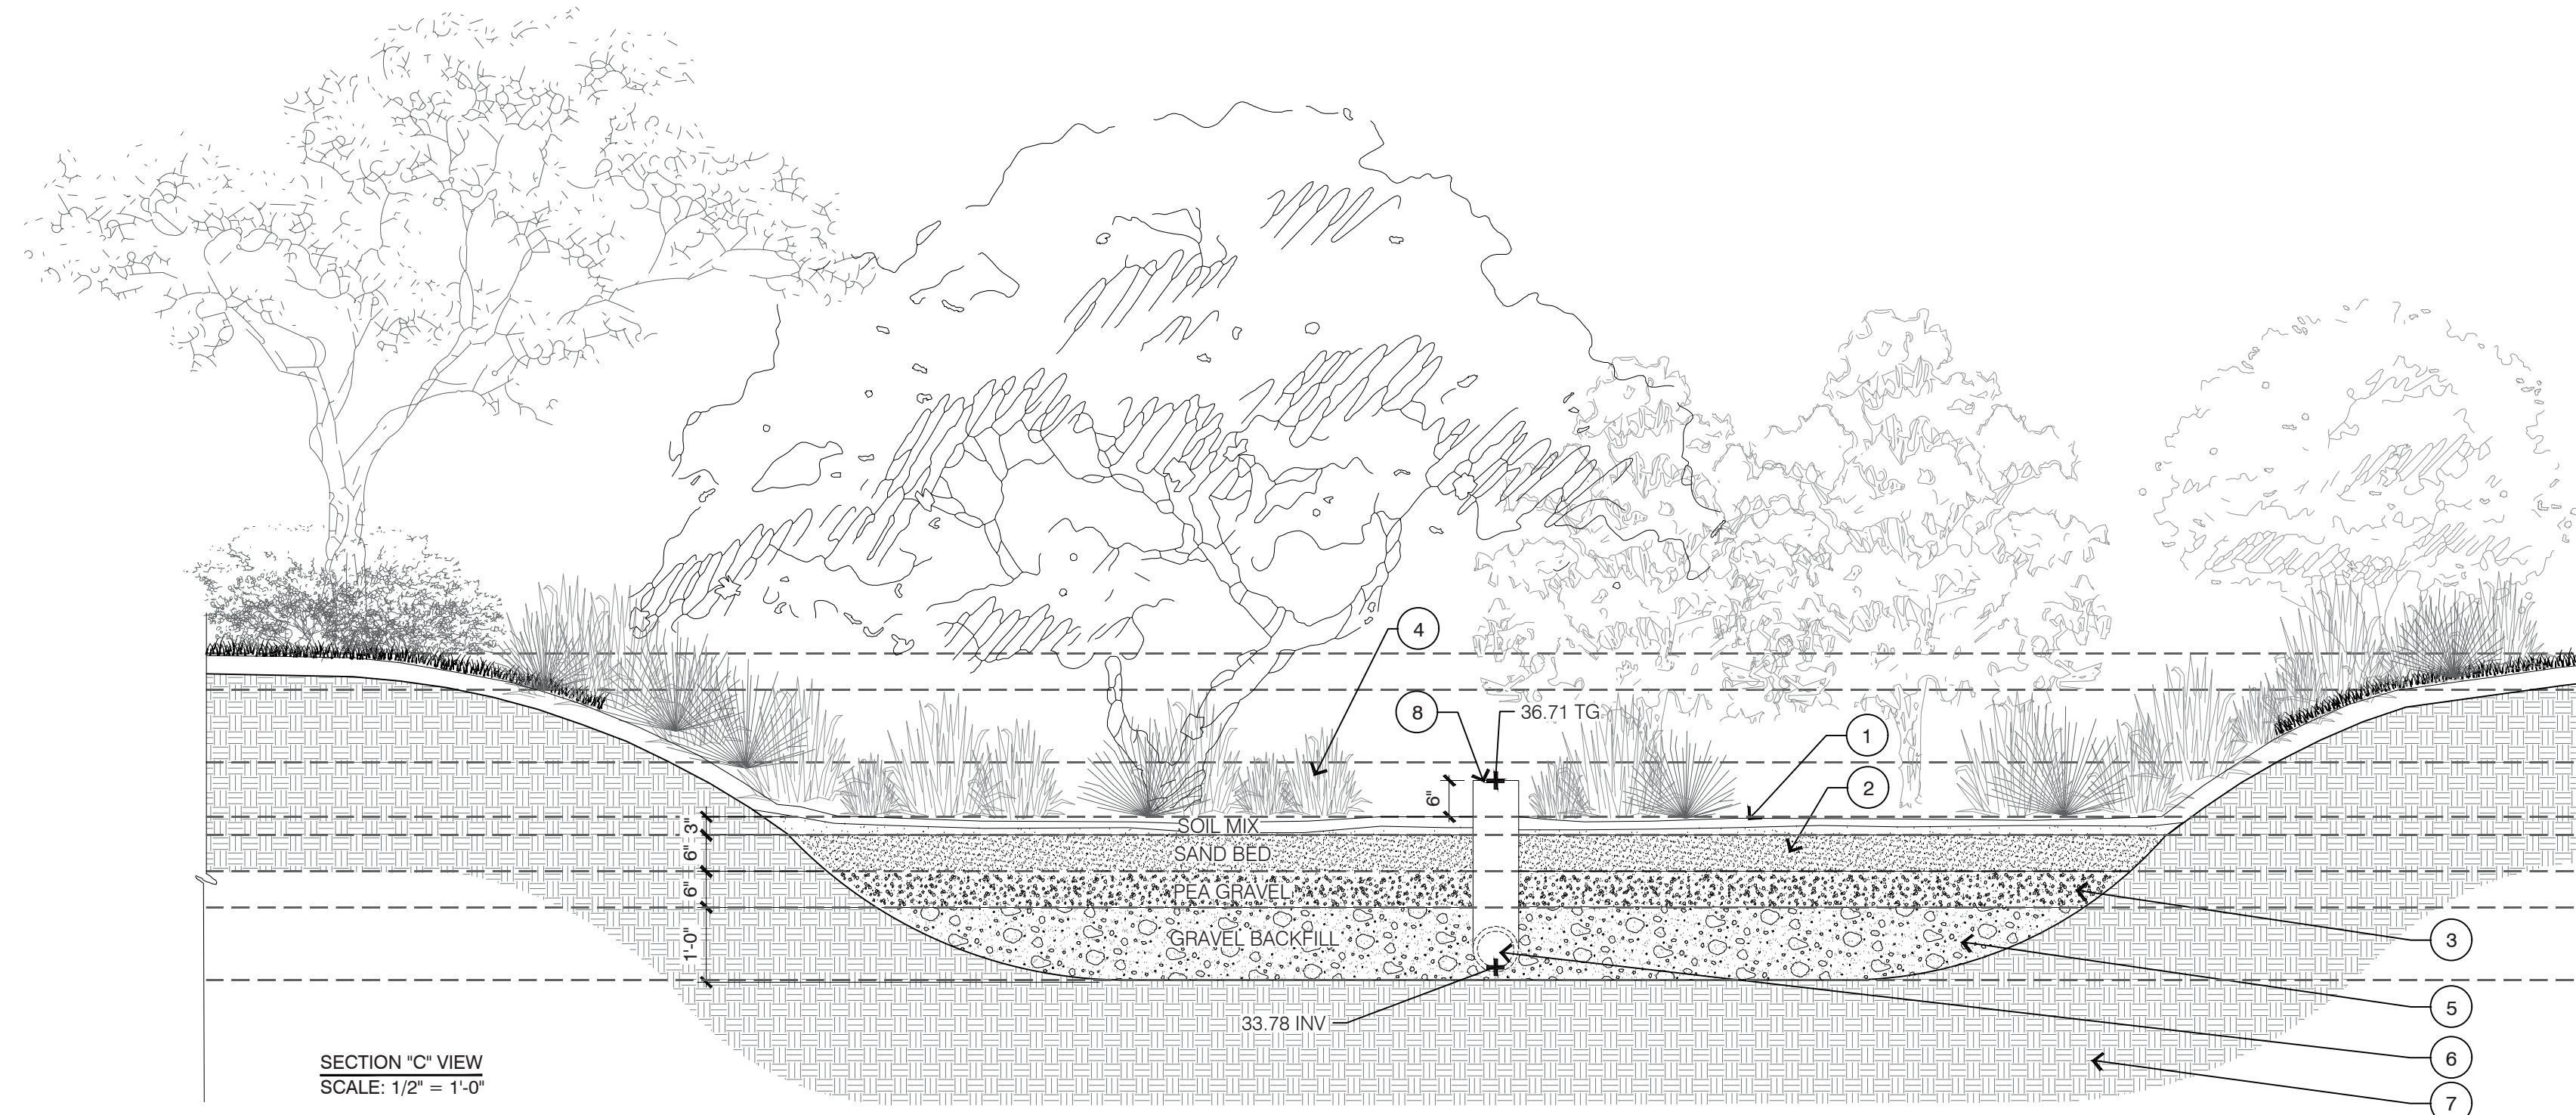 4
8
36.71 TG
1
6"
2
3"
SOIL MIX
6"
SAND BED
6"
PEA GRAVEL
1'-0"
GRAVEL BACKFILL
3
5
33.78 INV
6
SECTION "C" VIEW
SCALE: 1/2" = 1'-0"
7